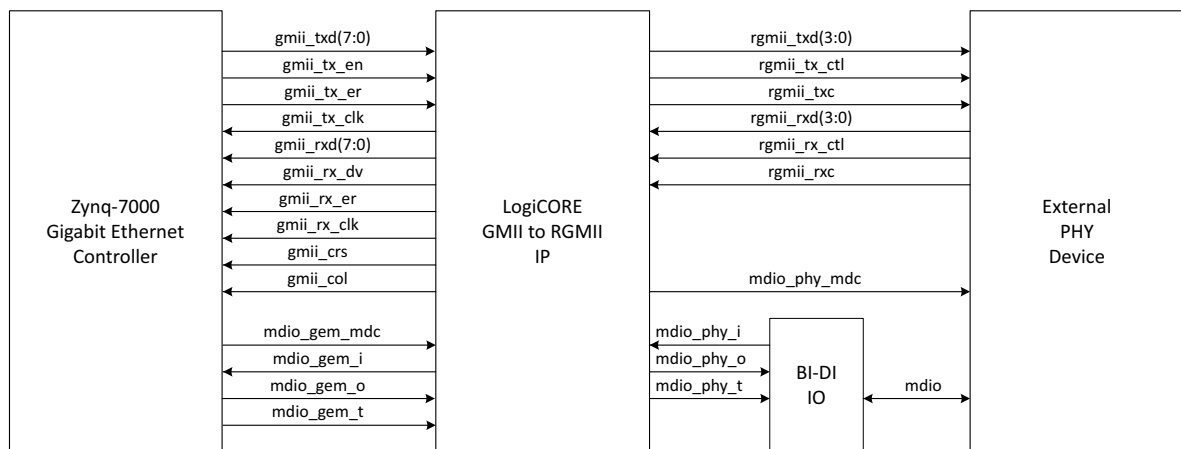 gmii_txd(7:0)
gmii_tx_en
gmii_tx_er
gmii_tx_clk
gmii_rxd(7:0)
gmii_rx_dv
gmii_rx_er
gmii_rx_clk
gmii_crs
gmii_col
mdio_gem_mdc
mdio_gem_i
mdio_gem_o
mdio_gem_t
Zynq-7000
Gigabit Ethernet
Controller
LogiCORE
GMII to RGMII
IP
rgmii_txd(3:0)
rgmii_tx_ctl
rgmii_txc
rgmii_rxd(3:0)
rgmii_rx_ctl
rgmii_rxc
mdio_phy_mdc
mdio_phy_i
mdio_phy_o
mdio_phy_t
BI-DI
IO
mdio
External
PHY
Device